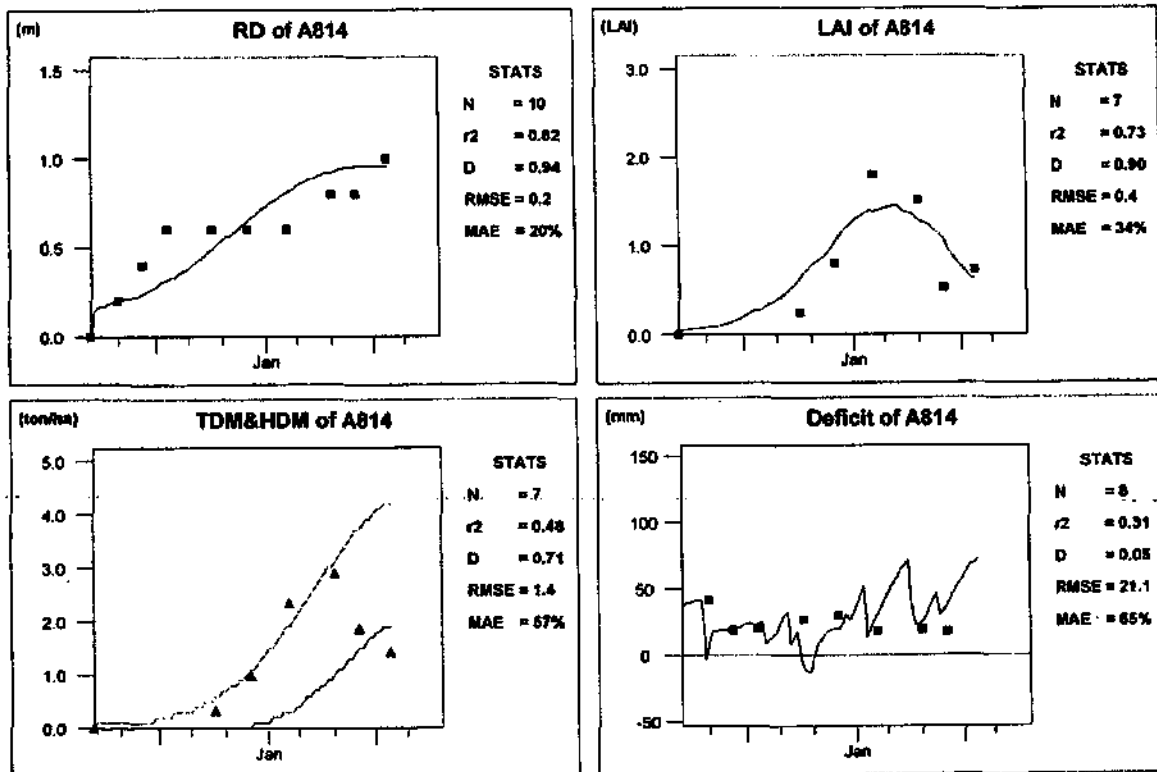 (m) RD of A814
1.5
1.0
0.5
0.0
Jan
STATS
N = 10
r2 = 0.82
D = 0.94
RMSE = 0.2
MAE = 20%
(LAI) LAI of A814
3.0
2.0
1.0
0.0
Jan
STATS
N = 7
r2 = 0.73
D = 0.90
RMSE = 0.4
MAE = 34%
(ton/ha) TDM&HDM of A814
5.0
4.0
3.0
2.0
1.0
0.0
Jan
STATS
N = 7
r2 = 0.48
D = 0.71
RMSE = 1.4
MAE = 57%
(mm) Deficit of A814
150
100
50
0
-50
Jan
STATS
N = 8
r2 = 0.31
D = 0.05
RMSE = 21.1
MAE = 65%